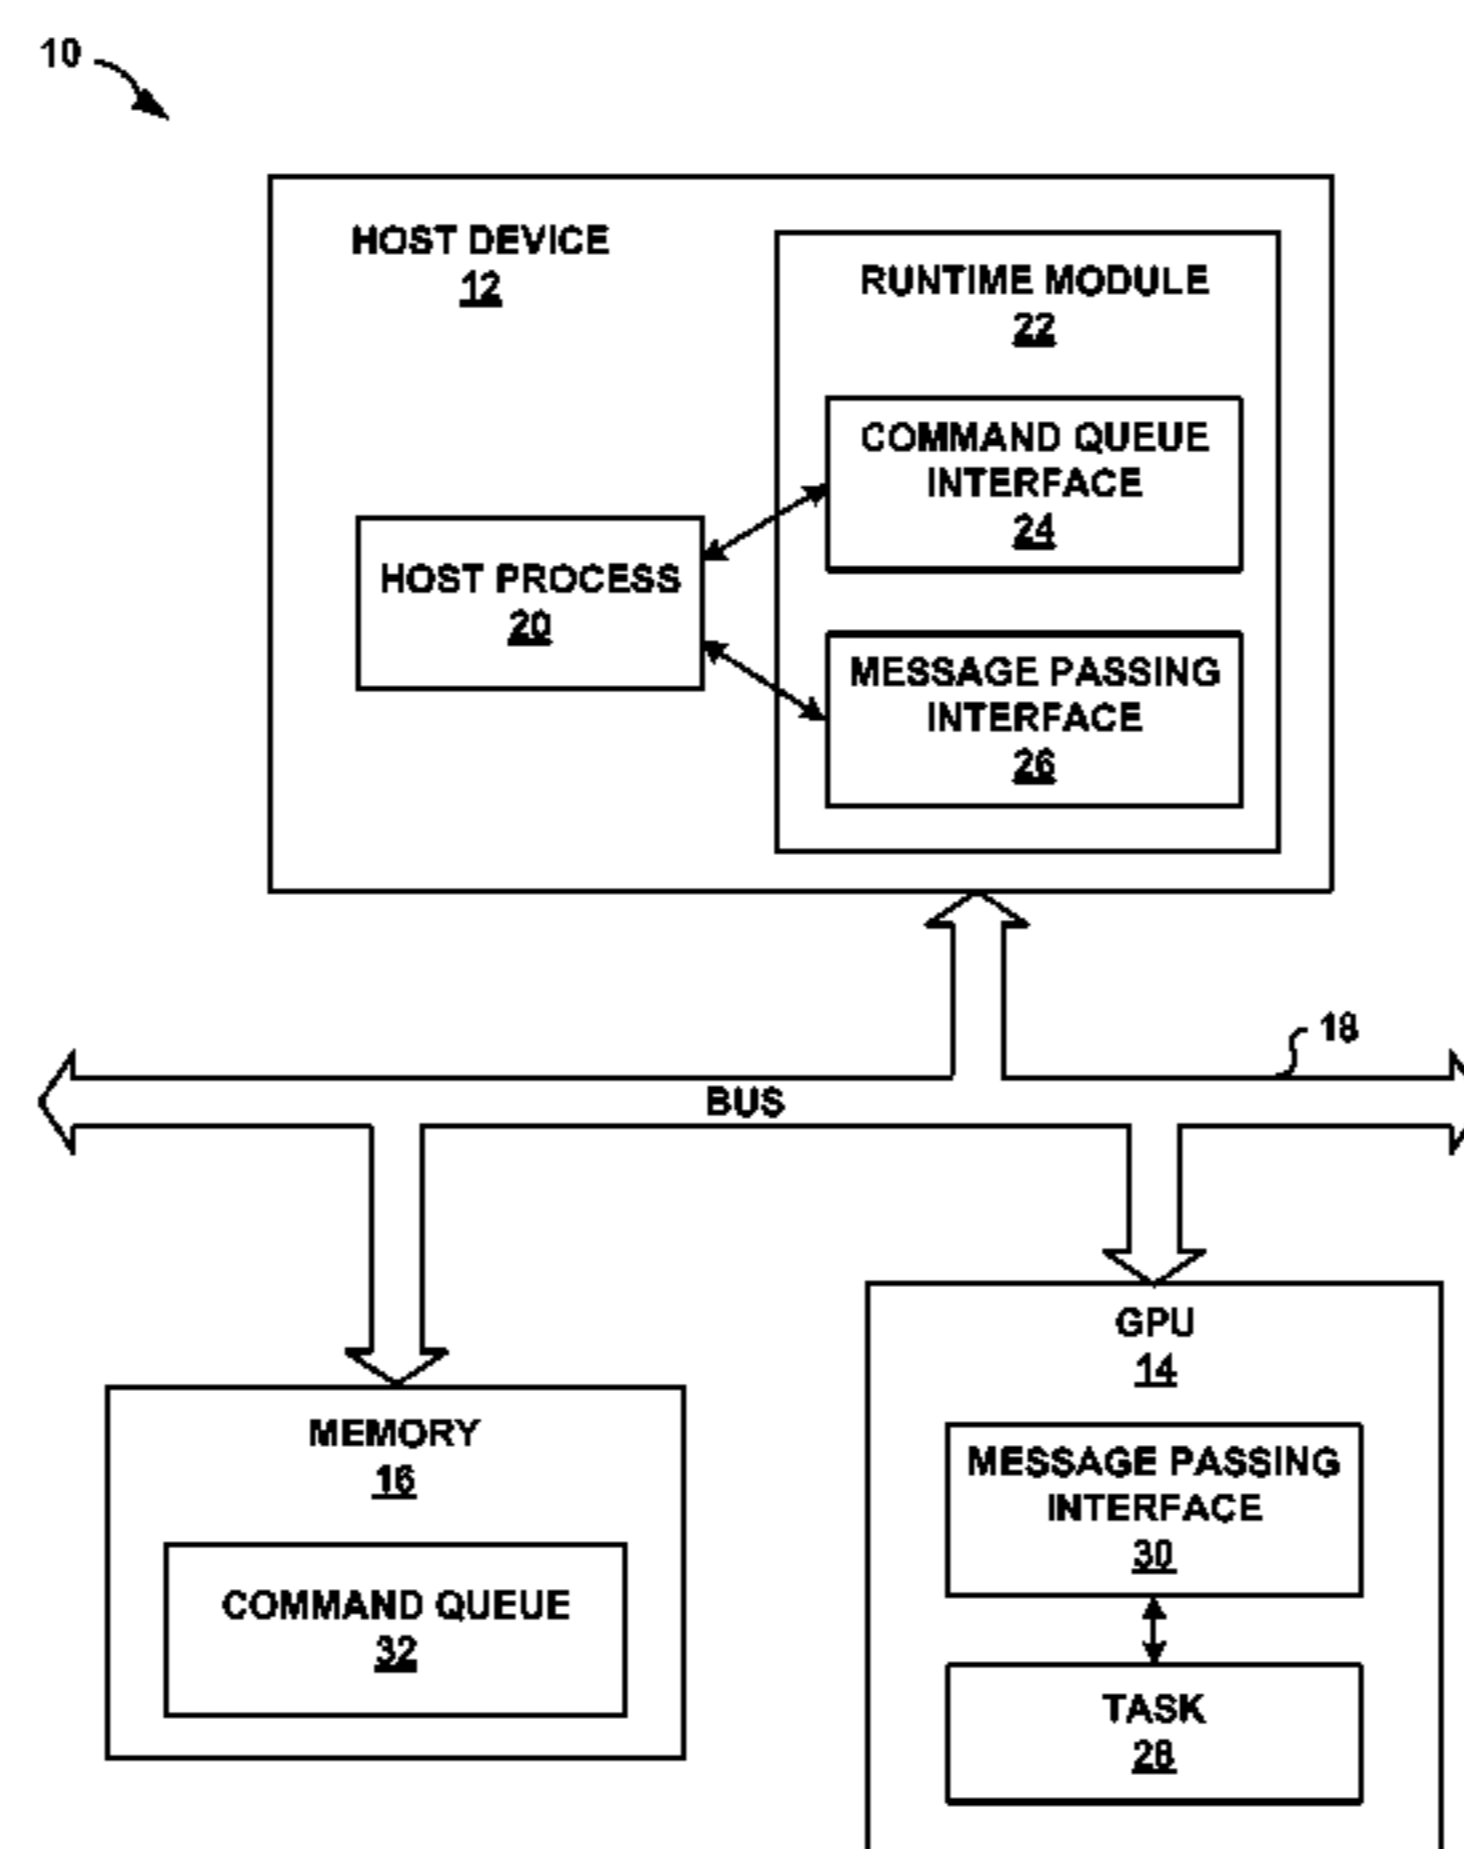 10
HOST DEVICE
12
RUNTIME MODULE
22
COMMAND QUEUE
INTERFACE
24
HOST PROCESS
20
MESSAGE PASSING
INTERFACE
26
18
BUS
GPU
14
MEMORY
16
MESSAGE PASSING
INTERFACE
30
COMMAND QUEUE
32
TASK
28